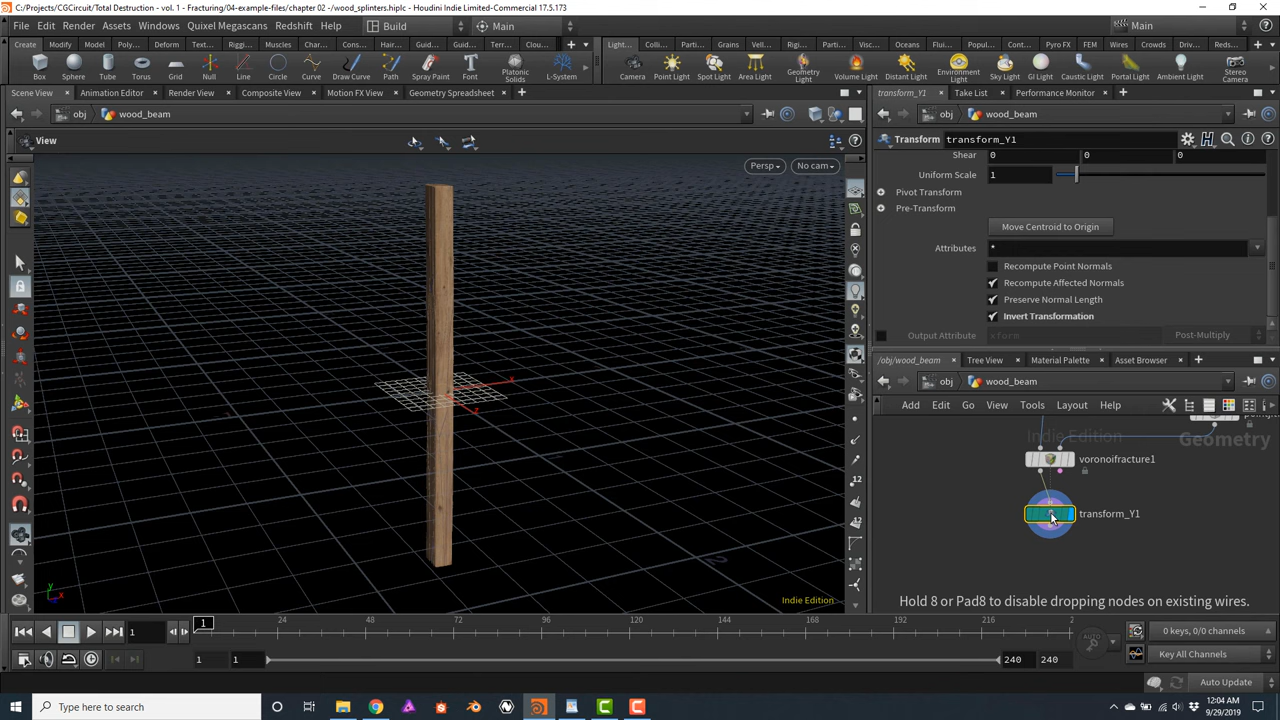 C:/Projects/CGCircuit/Total Destruction - vol. 1 - Fracturing/04-example-files/chapter 02 -/wood_splinters.hiplc - Houdini Indie Limited-Commercial 17.5.173
File Edit Render Assets Windows Quixel Megascans Redshift Help Build Main Main
Create Modify Model Poly... Deform Text... Riggi... Muscles Char... Cons... Hair... Guid... Guid... Terr... Clou...
Light... Colli... Parti... Grains Vell... Rigi... Parti... Visc... Oceans Flui... Popul... Cont... Pyro FX FEM Wires Crowds Driv... Reds...
Box Sphere Tube Torus Grid Null Line Circle Curve Draw Curve Path Spray Paint Font Platonic Solids L-System
Camera Point Light Spot Light Area Light Geometry Light Volume Light Distant Light Environment Light Sky Light GI Light Caustic Light Portal Light Ambient Light Stereo Camera
Scene View Animation Editor Render View Composite View Motion FX View Geometry Spreadsheet
transform_Y1 Take List Performance Monitor
obj wood_beam
obj wood_beam
View
Transform transform_Y1
Persp No cam
Shear 0 0 0
Uniform Scale 1
Pivot Transform
Pre-Transform
Move Centroid to Origin
Attributes *
Recompute Point Normals
Recompute Affected Normals
Preserve Normal Length
Invert Transformation
Output Attribute xform Post-Multiply
/obj/wood_beam Tree View Material Palette Asset Browser
obj wood_beam
Add Edit Go View Tools Layout Help
Indie Edition
Geometry
voronoifracture1
transform_Y1
Hold 8 or Pad8 to disable dropping nodes on existing wires.
x
z
2
12
12
y
x
Indie Edition
1 1 24 48 72 96 120 144 168 192 216 2
0 keys, 0/0 channels
AUTO
1 1 240 240
Key All Channels
Auto Update
Type here to search
12:04 AM
9/29/2019